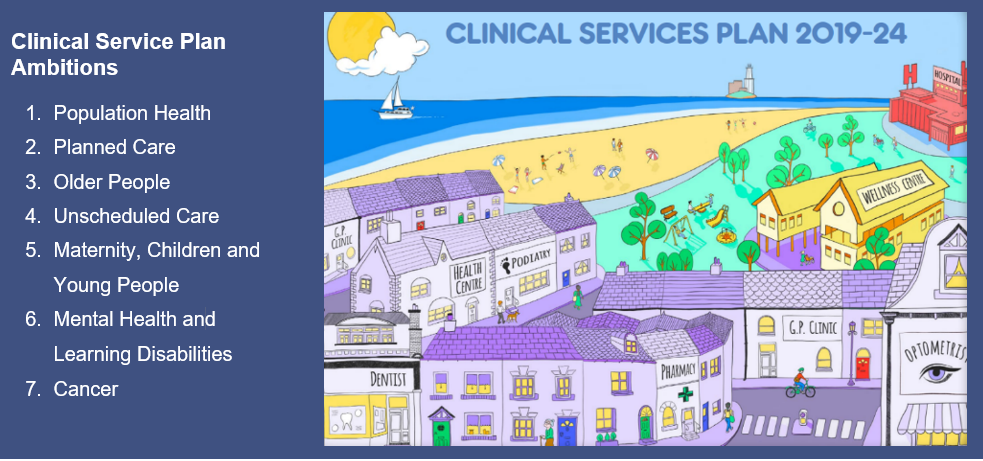 Clinical Service Plan
Ambitions
1. Population Health
2. Planned Care
3. Older People
4. Unscheduled Care
5. Maternity, Children and
Young People
6. Mental Health and
Learning Disabilities
7. Cancer
CLINICAL SERVICES PLAN 2019-24
H
HOSPITAL
WELLNESS CENTRE
G.P.
CLINIC
HEALTH
CENTRE
PODIATRY
G.P. CLINIC
OPTOMETRIS
PHARMACY
DENTIST